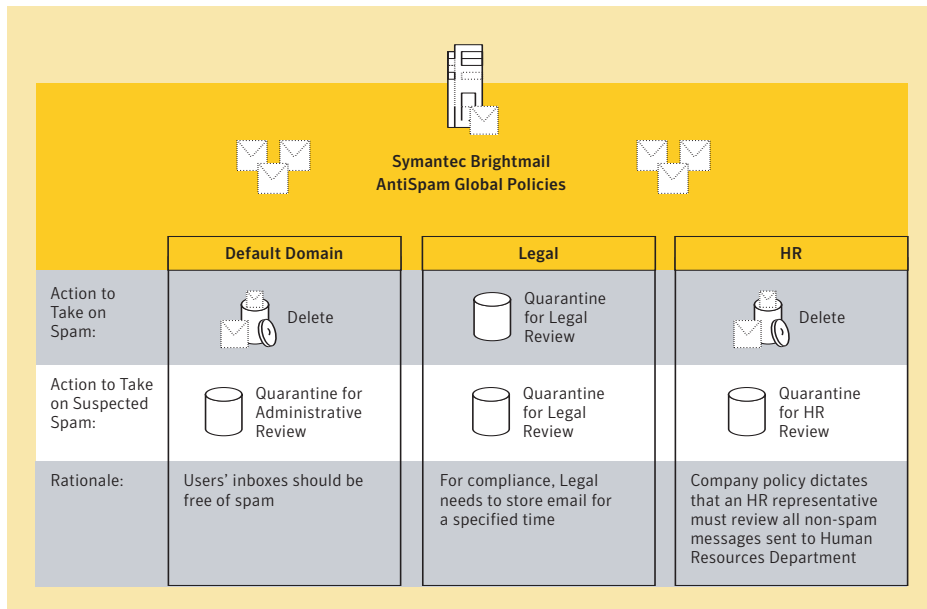 Symantec Brightmail
AntiSpam Global Policies
Default Domain
Legal
HR
Action to
Take on
Spam:
Delete
Quarantine
for Legal
Review
Delete
Action to Take
on Suspected
Spam:
Quarantine for
Administrative
Review
Quarantine
for Legal
Review
Quarantine
for HR
Review
Rationale:
Users’ inboxes should be
free of spam
For compliance, Legal
needs to store email for
a specified time
Company policy dictates
that an HR representative
must review all non-spam
messages sent to Human
Resources Department